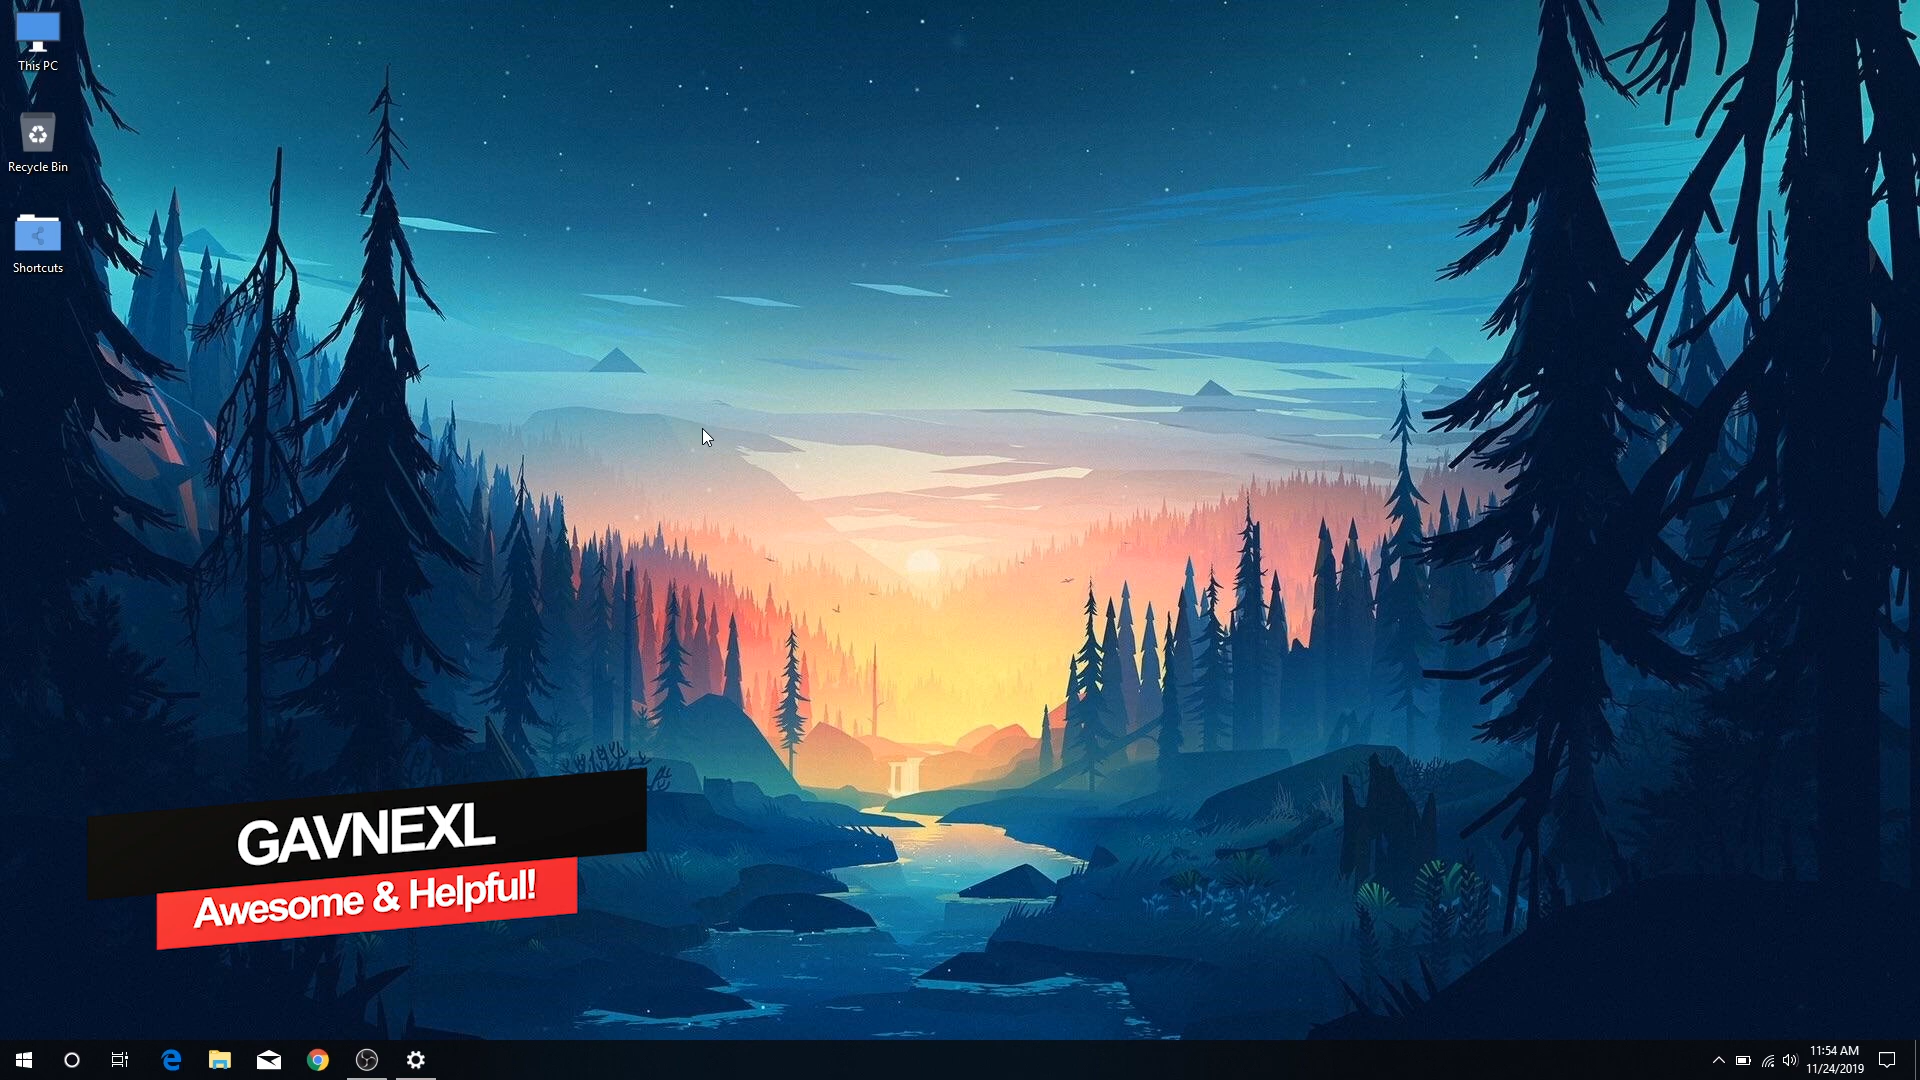 This PC
Recycle Bin
Shortcuts
GAVNEXL
Awesome & Helpful!
11:54 AM
11/24/2019